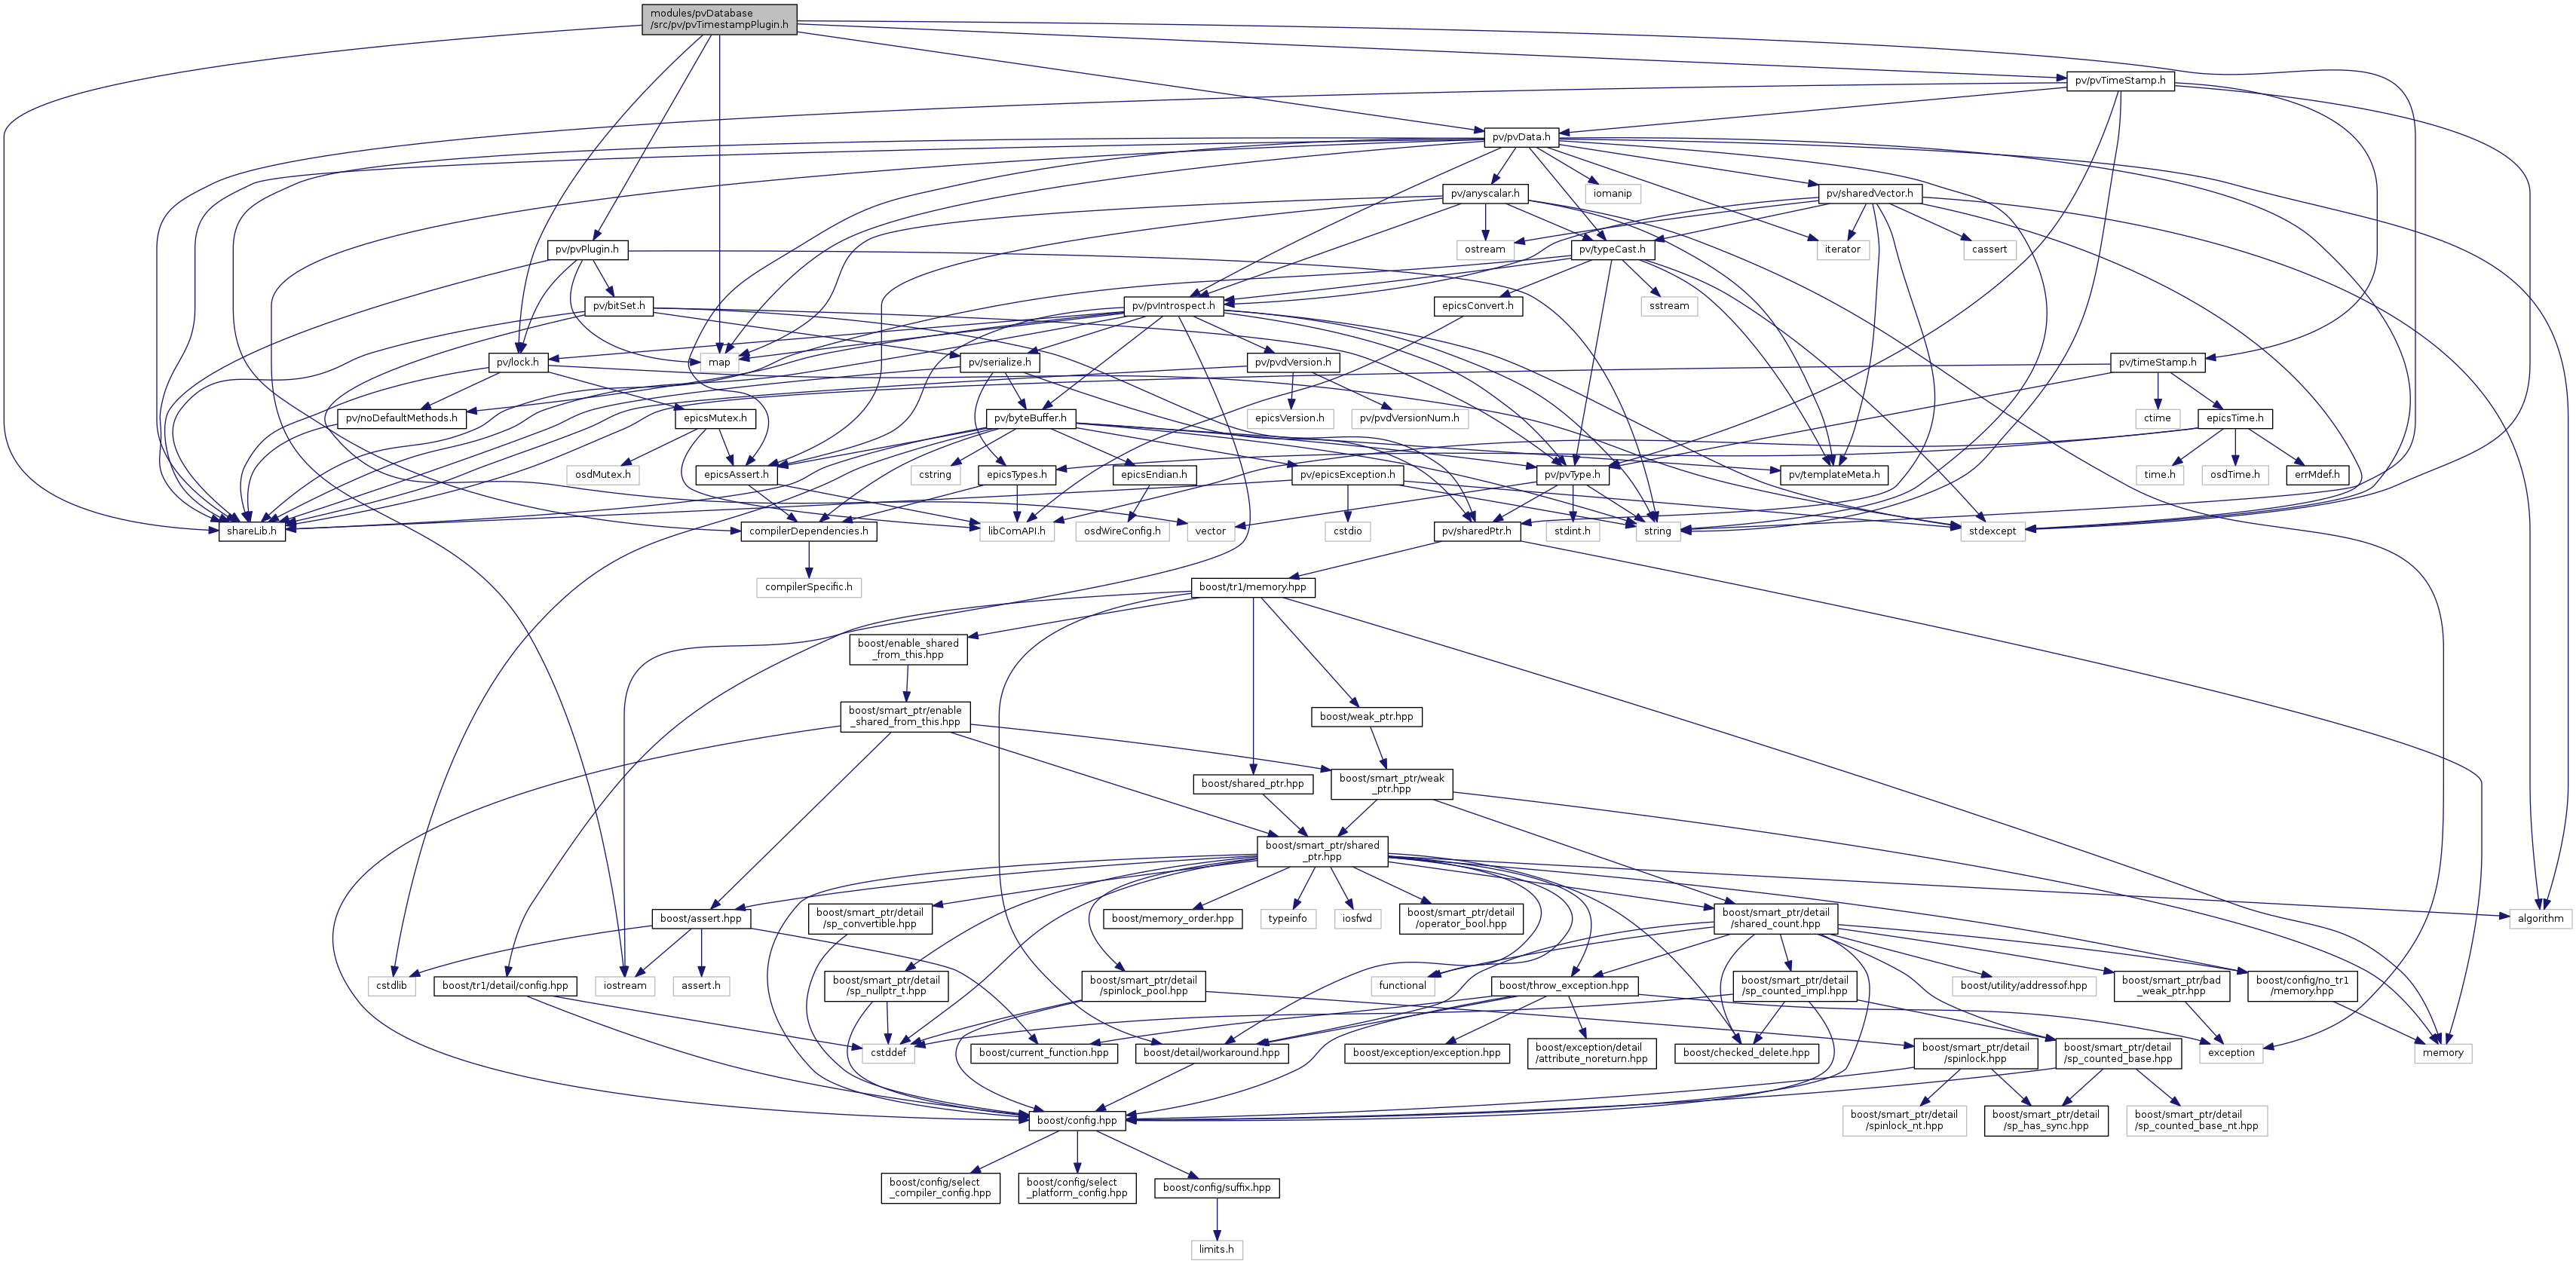 modules/pvDatabase
/src/pv/pvTimestampPlugin.h
pv/pvTimeStamp.h
pv/pvData.h
pv/anyscalar.h
iomanip
pv/sharedVector.h
pv/pvPlugin.h
ostream
pv/typeCast.h
iterator
cassert
pv/bitSet.h
pv/pvIntrospect.h
epicsConvert.h
sstream
pv/lock.h
map
pv/serialize.h
pv/pvdVersion.h
pv/timeStamp.h
pv/noDefaultMethods.h
epicsMutex.h
pv/byteBuffer.h
epicsVersion.h
pv/pvdVersionNum.h
ctime
epicsTime.h
osdMutex.h
epicsAssert.h
cstring
epicsTypes.h
epicsEndian.h
pv/epicsException.h
pv/pvType.h
pv/templateMeta.h
time.h
osdTime.h
errMdef.h
shareLib.h
compilerDependencies.h
libComAPI.h
osdWireConfig.h
vector
cstdio
pv/sharedPtr.h
stdint.h
string
stdexcept
compilerSpecific.h
boost/tr1/memory.hpp
boost/enable_shared
_from_this.hpp
boost/smart_ptr/enable
_shared_from_this.hpp
boost/weak_ptr.hpp
boost/shared_ptr.hpp
boost/smart_ptr/weak
_ptr.hpp
boost/smart_ptr/shared
_ptr.hpp
boost/assert.hpp
boost/smart_ptr/detail
/sp_convertible.hpp
boost/memory_order.hpp
typeinfo
iosfwd
boost/smart_ptr/detail
/operator_bool.hpp
boost/smart_ptr/detail
/shared_count.hpp
algorithm
cstdlib
boost/tr1/detail/config.hpp
iostream
assert.h
boost/smart_ptr/detail
/sp_nullptr_t.hpp
boost/smart_ptr/detail
/spinlock_pool.hpp
functional
boost/throw_exception.hpp
boost/smart_ptr/detail
/sp_counted_impl.hpp
boost/utility/addressof.hpp
boost/smart_ptr/bad
_weak_ptr.hpp
boost/config/no_tr1
/memory.hpp
cstddef
boost/current_function.hpp
boost/detail/workaround.hpp
boost/exception/exception.hpp
boost/exception/detail
/attribute_noreturn.hpp
boost/checked_delete.hpp
boost/smart_ptr/detail
/spinlock.hpp
boost/smart_ptr/detail
/sp_counted_base.hpp
exception
memory
boost/config.hpp
boost/smart_ptr/detail
/spinlock_nt.hpp
boost/smart_ptr/detail
/sp_has_sync.hpp
boost/smart_ptr/detail
/sp_counted_base_nt.hpp
boost/config/select
_compiler_config.hpp
boost/config/select
_platform_config.hpp
boost/config/suffix.hpp
limits.h